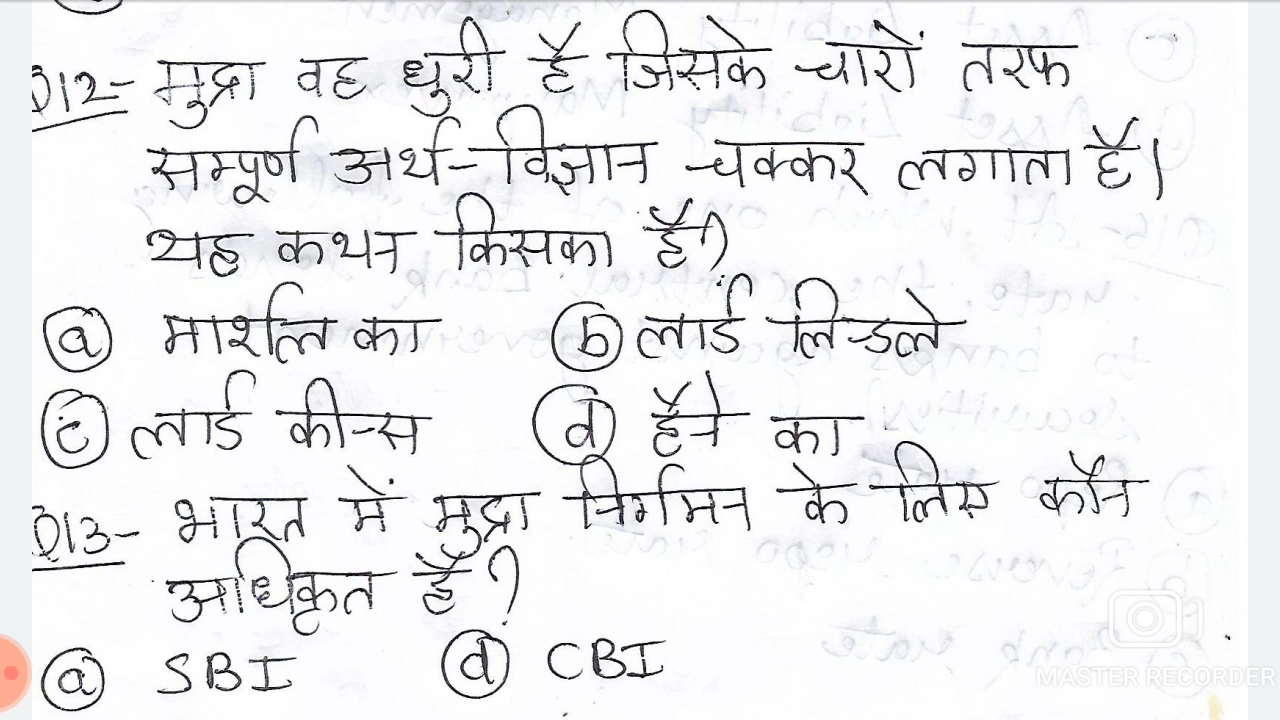 Q12- मुद्रा वह धुरी है जिसके चारों तरफ
सम्पूर्ण अर्थ-विज्ञान चक्कर लगाता है।
यह कथन किसका है?
(a) मार्शल का (b) लार्ड लिन्डले
(c) लार्ड कीन्स (d) हैने का
Q13- भारत में मुद्रा निर्गमन के लिए कौन
अधिकृत है?
(a) SBI (d) CBI
MASTER RECORDER